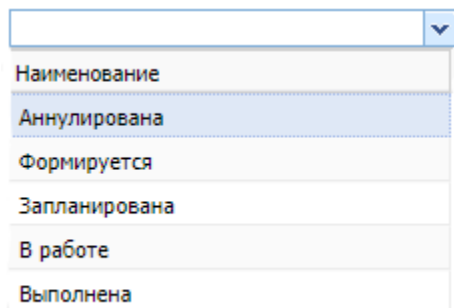 Наименование
Аннулирована
Формируется
Запланирована
В работе
Выполнена